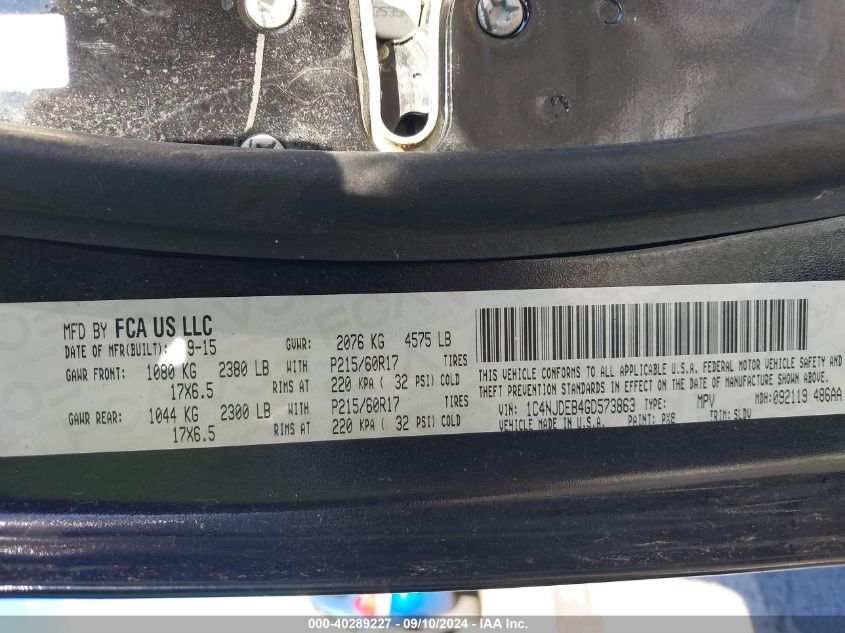 MFD BY FCA US LLC
DATE OF MFR(BUILT): 9-15 GVWR: 2076 KG 4575 LB
GAWR FRONT: 1080 KG 2380 LB WITH P215/60R17 TIRES
17X6.5 RIMS AT 220 KPA ( 32 PSI) COLD
GAWR REAR: 1044 KG 2300 LB WITH P215/60R17 TIRES
17X6.5 RIMS AT 220 KPA ( 32 PSI) COLD
THIS VEHICLE CONFORMS TO ALL APPLICABLE U.S.A. FEDERAL MOTOR VEHICLE SAFETY AND
THEFT PREVENTION STANDARDS IN EFFECT ON THE DATE OF MANUFACTURE SHOWN ABOVE.
VIN: 1C4NJDEB4GD573863 TYPE: MPV MDH: 092119 486AA
VEHICLE MADE IN U.S.A. PAINT: PX8 TRIM: SLDV
000-40289227 - 09/10/2024 - IL - 113527